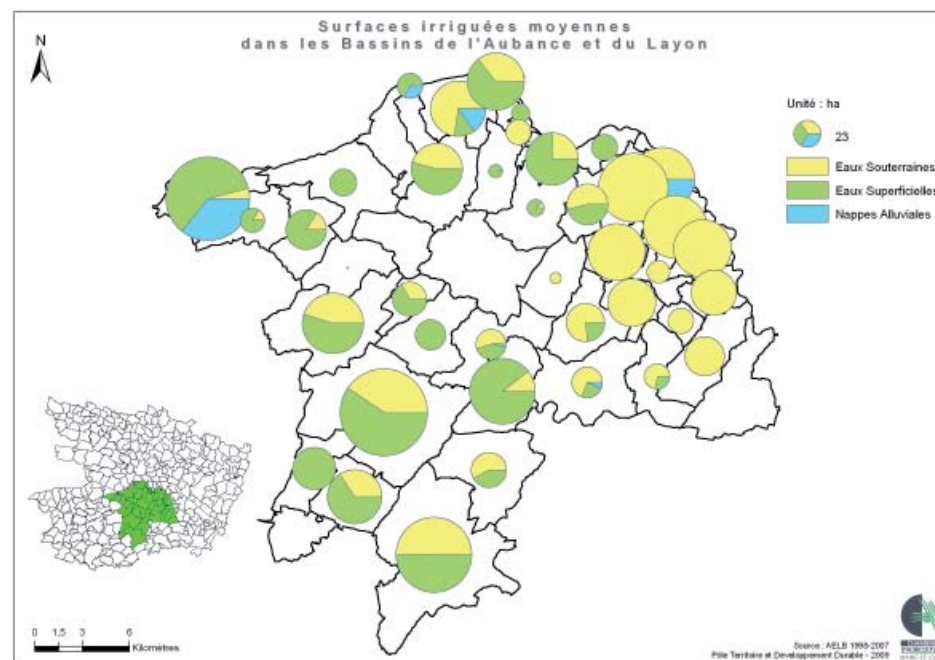 Surfaces irriguées moyennes
dans les Bassins de l'Aubance et du Layon
N
Unité : ha
23
Eaux Souterraines
Eaux Superficielles
Nappes Alluviales
0 1,5 3 6
Kilomètres
Source : AELB 1998-2007
Pôle Territoire et Développement Durable - 2009